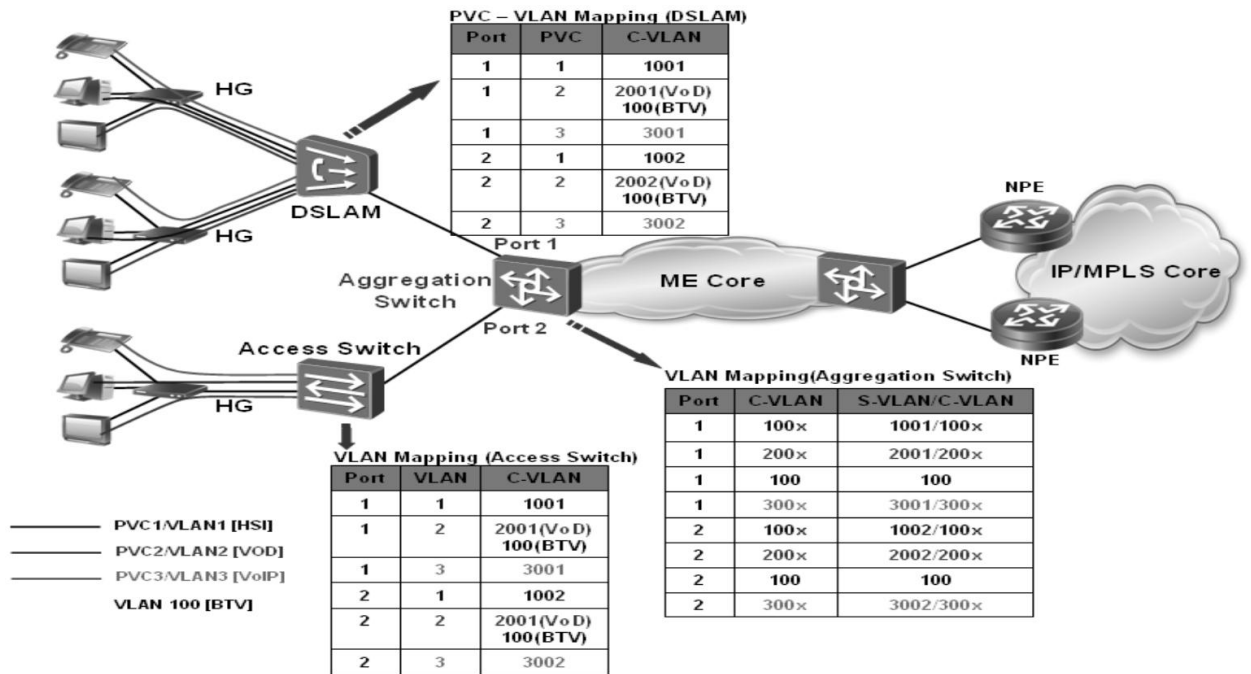 PVC – VLAN Mapping (DSLAM)
Port PVC C-VLAN
1 1 1001
1 2 2001(VoD)
100(BTV)
1 3 3001
2 1 1002
2 2 2002(VoD)
100(BTV)
2 3 3002
HG
DSLAM
HG
Port 1
Aggregation
Switch
Port 2
ME Core
NPE
IP/MPLS Core
NPE
Access Switch
HG
VLAN Mapping(Aggregation Switch)
Port C-VLAN S-VLAN/C-VLAN
1 100x 1001/100x
1 200x 2001/200x
1 100 100
1 300x 3001/300x
2 100x 1002/100x
2 200x 2002/200x
2 100 100
2 300x 3002/300x
VLAN Mapping (Access Switch)
Port VLAN C-VLAN
1 1 1001
1 2 2001(VoD)
100(BTV)
1 3 3001
2 1 1002
2 2 2001(VoD)
100(BTV)
2 3 3002
PVC1/VLAN1 [HSI]
PVC2/VLAN2 [VOD]
PVC3/VLAN3 [VoIP]
VLAN 100 [BTV]